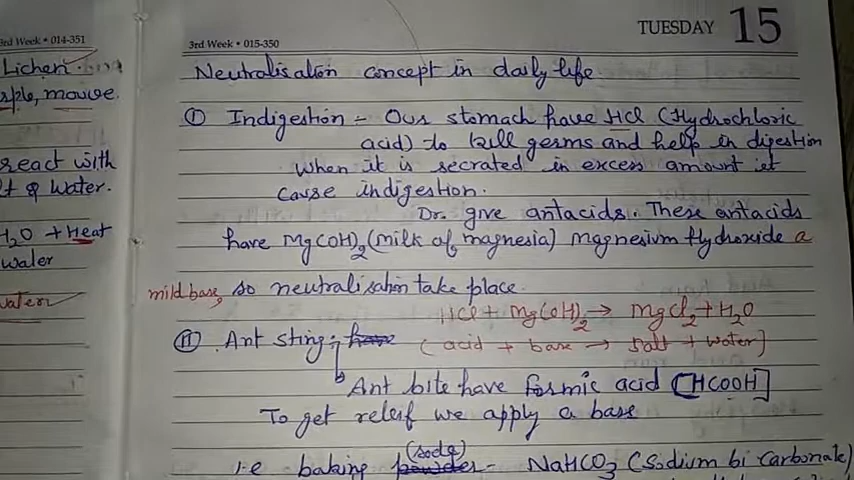 3rd Week • 014-351
Lichen
rple, mauve.
react with
lt & water.
H2O + Heat
water
water
3rd Week • 015-350
TUESDAY 15
Neutralisation concept in daily life.
I Indigestion - Our stomach have HCl (Hydrochloric
acid) to kill germs and help in digestion
when it is secrated in excess amount it
cause indigestion.
Dr. give antacids. These antacids
have Mg(OH)2 (milk of magnesia) magnesium Hydroxide a
mild base, so neutralisation take place.
HCl + Mg(OH)2 → MgCl2 + H2O
II Ant sting :-
(acid + base → salt + water]
Ant bite have formic acid [HCOOH]
To get releif we apply a base
(soda)
i.e baking powder - NaHCO3 (Sodium bi carbonate)